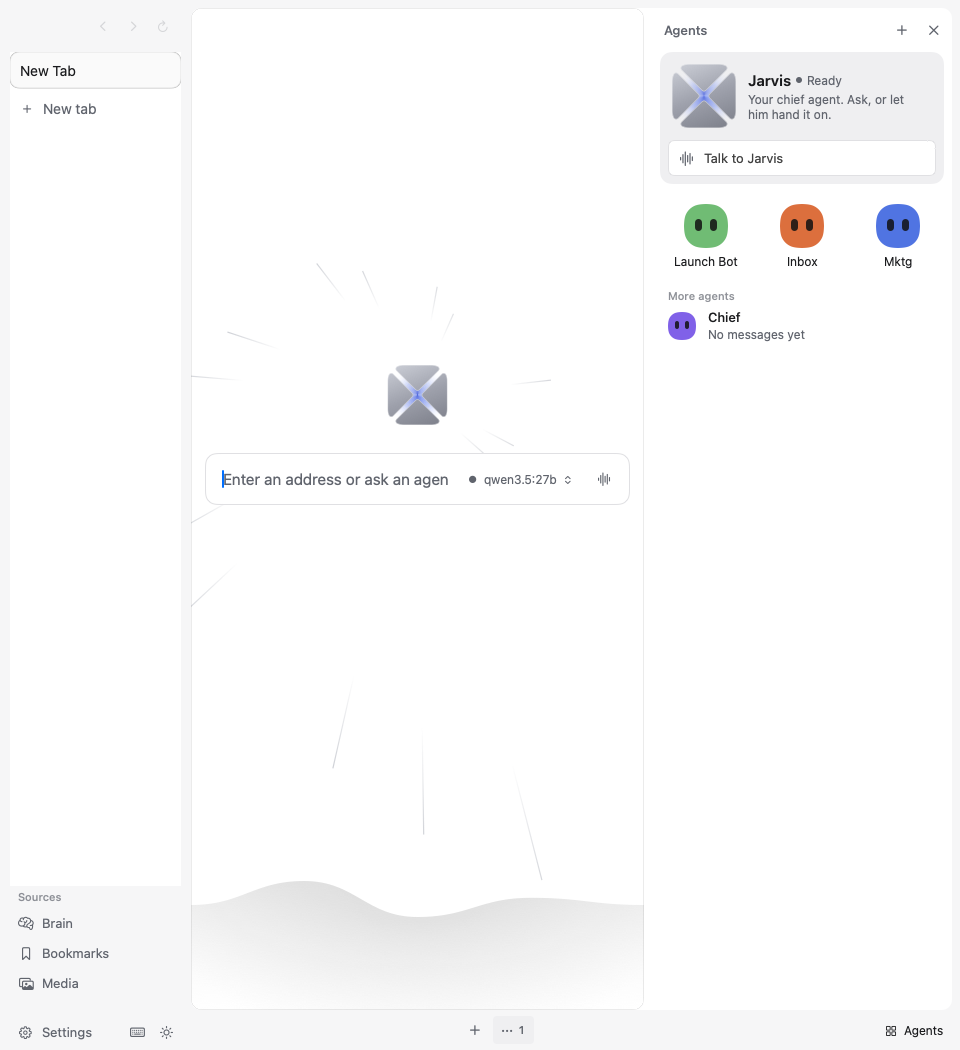 New Tab
New tab
Sources
Brain
Bookmarks
Media
Settings
Enter an address or ask an agen
qwen3.5:27b
1
Agents
Jarvis
Ready
Your chief agent. Ask, or let
him hand it on.
Talk to Jarvis
Launch Bot
Inbox
Mktg
More agents
Chief
No messages yet
Agents